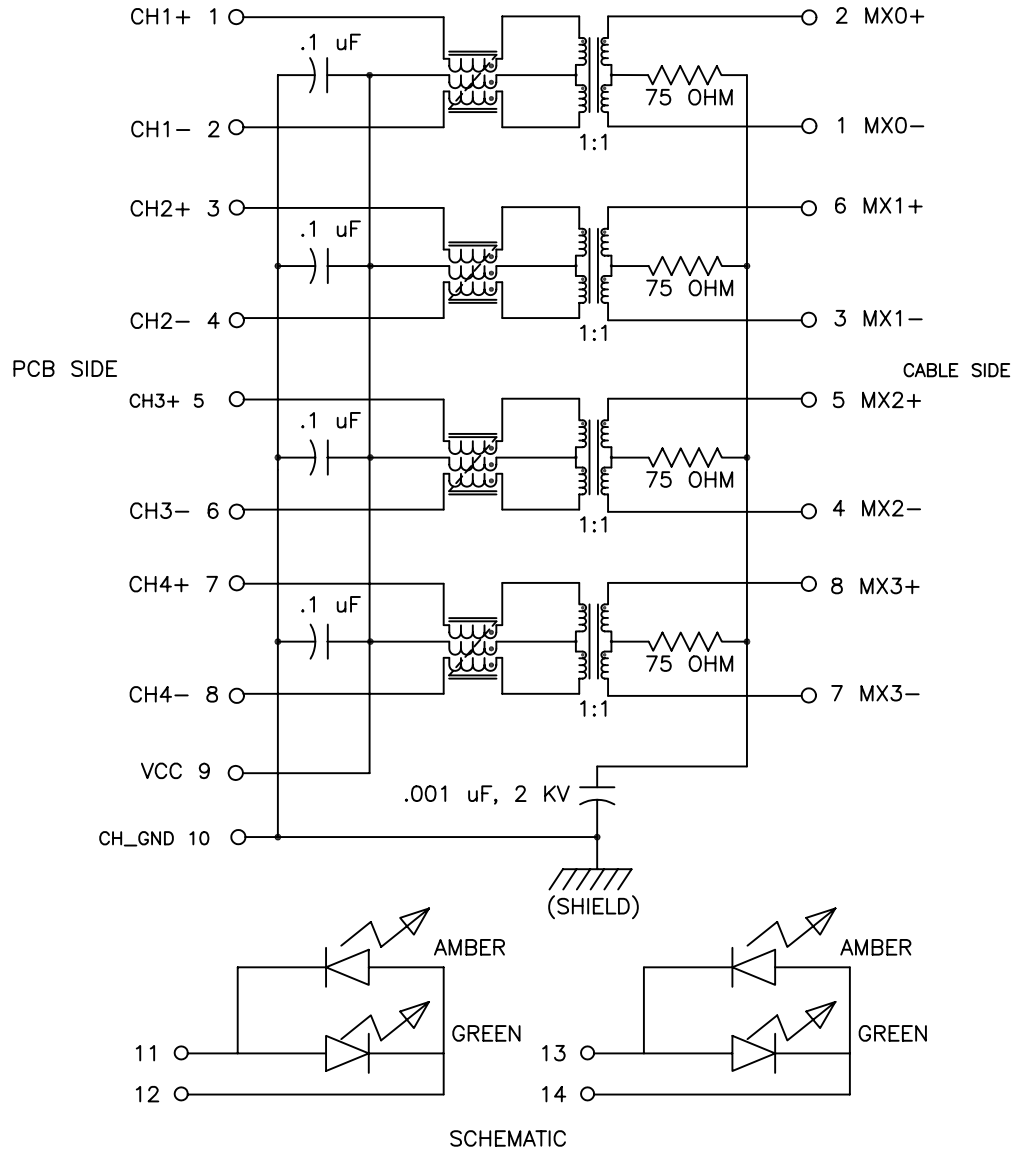 CH1+ 1
2 MX0+
.1 uF
75 OHM
CH1- 2
1 MX0-
1:1
CH2+ 3
6 MX1+
.1 uF
75 OHM
CH2- 4
3 MX1-
1:1
PCB SIDE
CABLE SIDE
CH3+ 5
5 MX2+
.1 uF
75 OHM
CH3- 6
4 MX2-
1:1
CH4+ 7
8 MX3+
.1 uF
75 OHM
CH4- 8
7 MX3-
1:1
VCC 9
.001 uF, 2 KV
CH_GND 10
(SHIELD)
AMBER
AMBER
GREEN
GREEN
11
13
12
14
SCHEMATIC